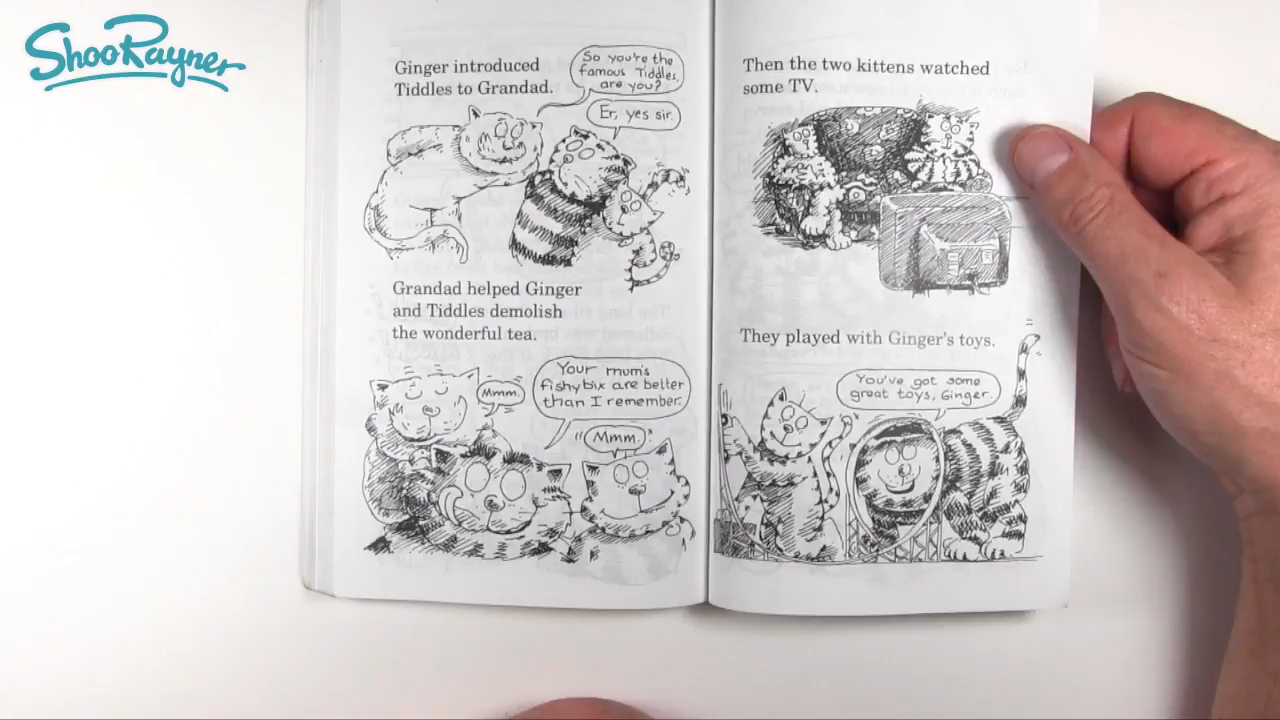 Shoo Rayner
Ginger introduced
Tiddles to Grandad.
So you're the
famous Tiddles,
are you?
Er, yes sir.
Grandad helped Ginger
and Tiddles demolish
the wonderful tea.
Mmm.
Your mum's
fishybix are better
than I remember.
Mmm.
Then the two kittens watched
some TV.
They played with Ginger's toys.
You've got some
great toys, Ginger.